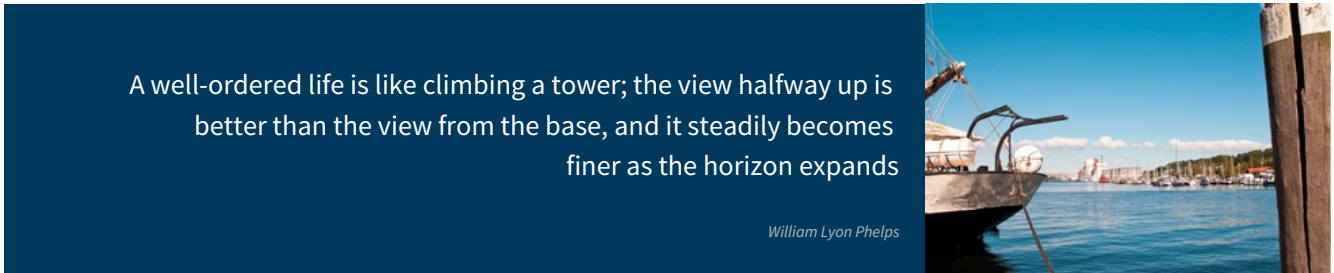 A well-ordered life is like climbing a tower; the view halfway up is
better than the view from the base, and it steadily becomes
finer as the horizon expands
William Lyon Phelps